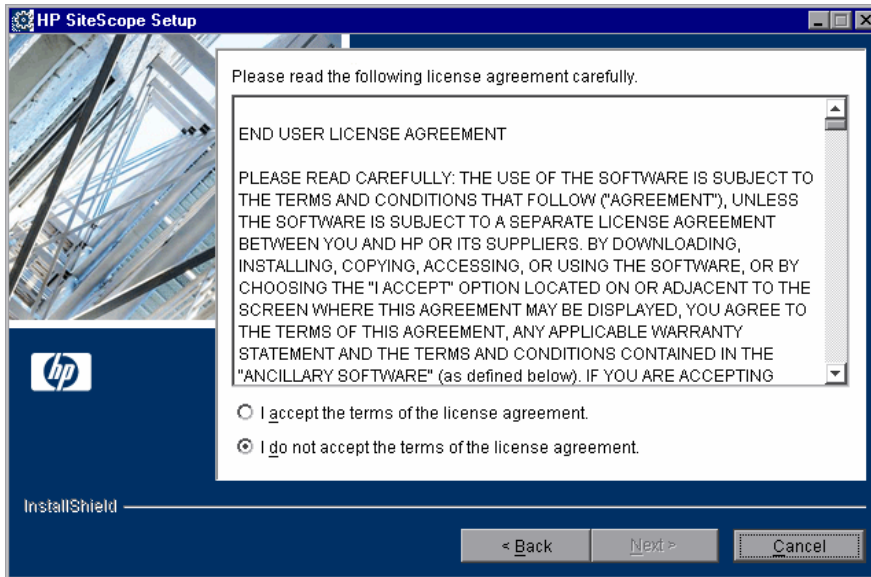 HP SiteScope Setup
Please read the following license agreement carefully.
END USER LICENSE AGREEMENT
PLEASE READ CAREFULLY: THE USE OF THE SOFTWARE IS SUBJECT TO
THE TERMS AND CONDITIONS THAT FOLLOW ("AGREEMENT"), UNLESS
THE SOFTWARE IS SUBJECT TO A SEPARATE LICENSE AGREEMENT
BETWEEN YOU AND HP OR ITS SUPPLIERS. BY DOWNLOADING,
INSTALLING, COPYING, ACCESSING, OR USING THE SOFTWARE, OR BY
CHOOSING THE "I ACCEPT" OPTION LOCATED ON OR ADJACENT TO THE
SCREEN WHERE THIS AGREEMENT MAY BE DISPLAYED, YOU AGREE TO
THE TERMS OF THIS AGREEMENT, ANY APPLICABLE WARRANTY
STATEMENT AND THE TERMS AND CONDITIONS CONTAINED IN THE
"ANCILLARY SOFTWARE" (as defined below). IF YOU ARE ACCEPTING
hp
I accept the terms of the license agreement.
I do not accept the terms of the license agreement.
InstallShield
< Back
Next >
Cancel